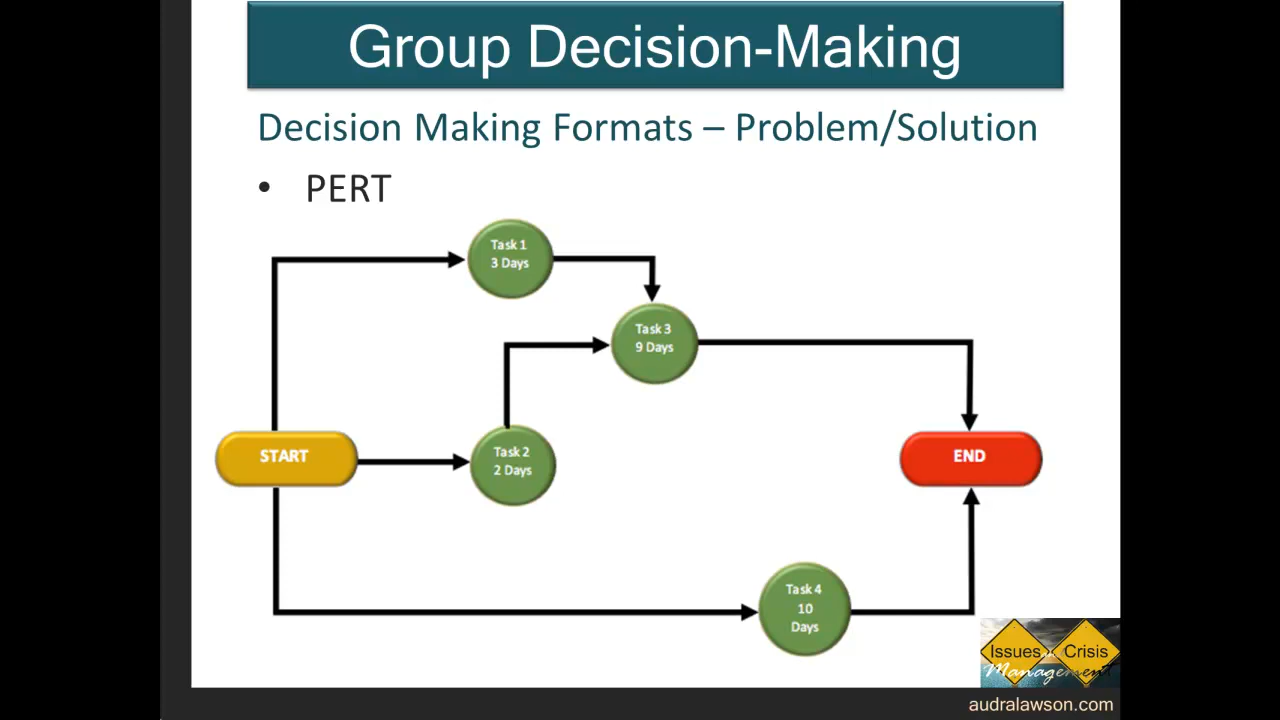 Group Decision-Making
Decision Making Formats – Problem/Solution
• PERT
Task 1
3 Days
Task 3
9 Days
START
Task 2
2 Days
END
Task 4
10
Days
Issues Crisis
Management
audralawson.com